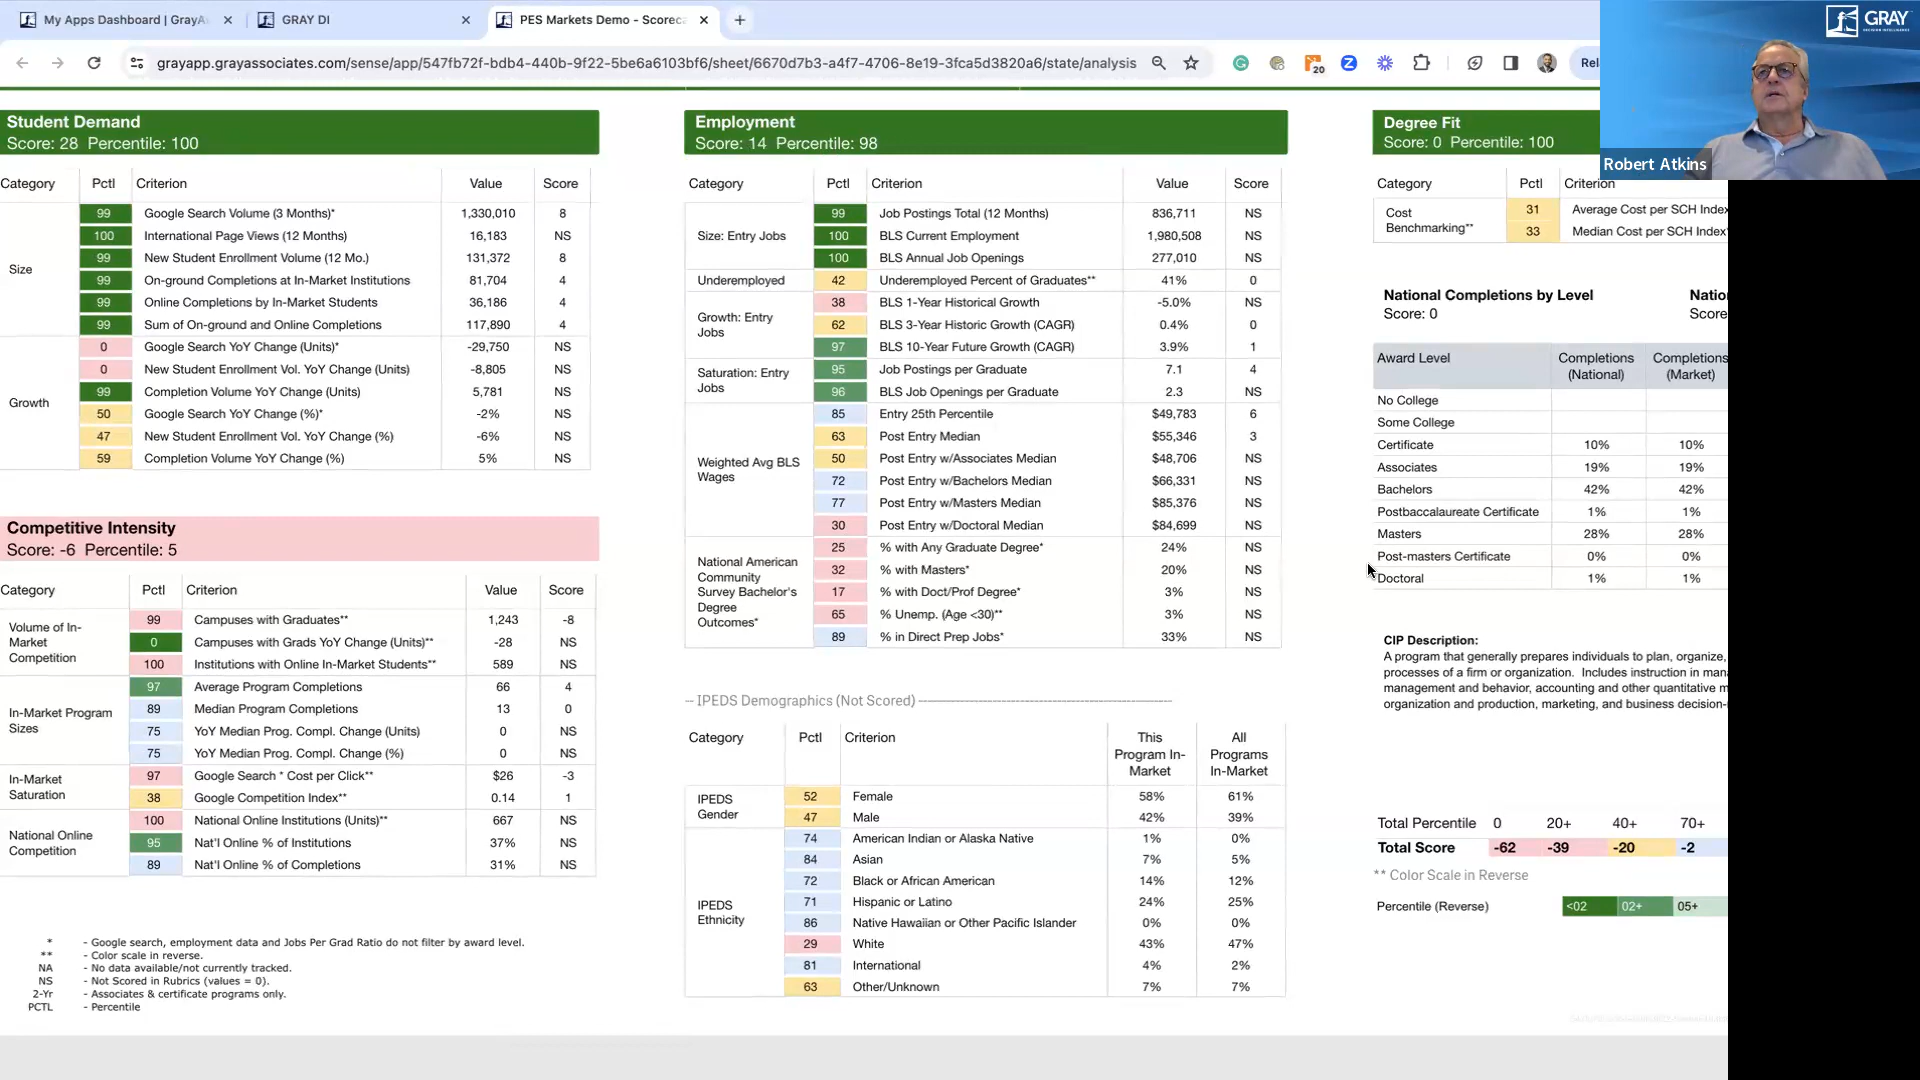 My Apps Dashboard | GrayA
GRAY DI
PES Markets Demo - Scoreca
GRAY
grayapp.grayassociates.com/sense/app/547fb72f-bdb4-440b-9f22-5be6a6103bf6/sheet/6670d7b3-a4f7-4706-8e19-3fca5d3820a6/state/analysis
20
Rel
Robert Atkins
Student Demand
Score: 28 Percentile: 100
Category Pctl Criterion Value Score
Size
99 Google Search Volume (3 Months)* 1,330,010 8
100 International Page Views (12 Months) 16,183 NS
99 New Student Enrollment Volume (12 Mo.) 131,372 8
99 On-ground Completions at In-Market Institutions 81,704 4
99 Online Completions by In-Market Students 36,186 4
99 Sum of On-ground and Online Completions 117,890 4
Growth
0 Google Search YoY Change (Units)* -29,750 NS
0 New Student Enrollment Vol. YoY Change (Units) -8,805 NS
99 Completion Volume YoY Change (Units) 5,781 NS
50 Google Search YoY Change (%)* -2% NS
47 New Student Enrollment Vol. YoY Change (%) -6% NS
59 Completion Volume YoY Change (%) 5% NS
Competitive Intensity
Score: -6 Percentile: 5
Category Pctl Criterion Value Score
Volume of In-
Market
Competition
99 Campuses with Graduates** 1,243 -8
0 Campuses with Grads YoY Change (Units)** -28 NS
100 Institutions with Online In-Market Students** 589 NS
In-Market Program
Sizes
97 Average Program Completions 66 4
89 Median Program Completions 13 0
75 YoY Median Prog. Compl. Change (Units) 0 NS
75 YoY Median Prog. Compl. Change (%) 0 NS
In-Market
Saturation
97 Google Search * Cost per Click** $26 -3
38 Google Competition Index** 0.14 1
National Online
Competition
100 National Online Institutions (Units)** 667 NS
95 Nat'l Online % of Institutions 37% NS
89 Nat'l Online % of Completions 31% NS
* - Google search, employment data and Jobs Per Grad Ratio do not filter by award level.
** - Color scale in reverse.
NA - No data available/not currently tracked.
NS - Not Scored in Rubrics (values = 0).
2-Yr - Associates & certificate programs only.
PCTL - Percentile
Employment
Score: 14 Percentile: 98
Category Pctl Criterion Value Score
Size: Entry Jobs
99 Job Postings Total (12 Months) 836,711 NS
100 BLS Current Employment 1,980,508 NS
100 BLS Annual Job Openings 277,010 NS
Underemployed 42 Underemployed Percent of Graduates** 41% 0
Growth: Entry
Jobs
38 BLS 1-Year Historical Growth -5.0% NS
62 BLS 3-Year Historic Growth (CAGR) 0.4% 0
97 BLS 10-Year Future Growth (CAGR) 3.9% 1
Saturation: Entry
Jobs
95 Job Postings per Graduate 7.1 4
96 BLS Job Openings per Graduate 2.3 NS
Weighted Avg BLS
Wages
85 Entry 25th Percentile $49,783 6
63 Post Entry Median $55,346 3
50 Post Entry w/Associates Median $48,706 NS
72 Post Entry w/Bachelors Median $66,331 NS
77 Post Entry w/Masters Median $85,376 NS
30 Post Entry w/Doctoral Median $84,699 NS
National American
Community
Survey Bachelor's
Degree
Outcomes*
25 % with Any Graduate Degree* 24% NS
32 % with Masters* 20% NS
17 % with Doct/Prof Degree* 3% NS
65 % Unemp. (Age <30)** 3% NS
89 % in Direct Prep Jobs* 33% NS
IPEDS Demographics (Not Scored)
Category Pctl Criterion This
Program In-
Market
All
Programs
In-Market
IPEDS
Gender
52 Female 58% 61%
47 Male 42% 39%
IPEDS
Ethnicity
74 American Indian or Alaska Native 1% 0%
84 Asian 7% 5%
72 Black or African American 14% 12%
71 Hispanic or Latino 24% 25%
86 Native Hawaiian or Other Pacific Islander 0% 0%
29 White 43% 47%
81 International 4% 2%
63 Other/Unknown 7% 7%
Degree Fit
Score: 0 Percentile: 100
Category Pctl Criterion
Cost
Benchmarking**
31 Average Cost per SCH Index
33 Median Cost per SCH Index*
National Completions by Level
Score: 0
Natio
Score
Award Level Completions
(National)
Completions
(Market)
No College
Some College
Certificate 10% 10%
Associates 19% 19%
Bachelors 42% 42%
Postbaccalaureate Certificate 1% 1%
Masters 28% 28%
Post-masters Certificate 0% 0%
Doctoral 1% 1%
CIP Description:
A program that generally prepares individuals to plan, organize,
processes of a firm or organization. Includes instruction in man
management and behavior, accounting and other quantitative m
organization and production, marketing, and business decision-
Total Percentile 0 20+ 40+ 70+
Total Score -62 -39 -20 -2
** Color Scale in Reverse
Percentile (Reverse) <02 02+ 05+